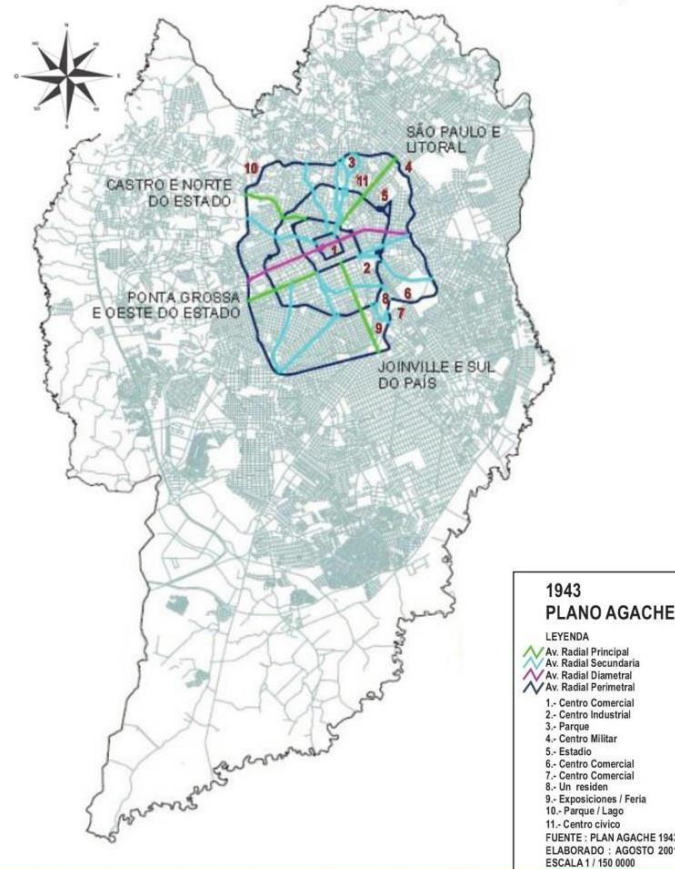 N
O
E
S
10
3
SÃO PAULO E
LITORAL
4
11
CASTRO E NORTE
DO ESTADO
5
1
2
PONTA GROSSA
E OESTE DO ESTADO
8
6
7
9
JOINVILLE E SUL
DO PAÍS
1943
PLANO AGACHE
LEYENDA
Av. Radial Principal
Av. Radial Secundaria
Av. Radial Diametral
Av. Radial Perimetral
1.- Centro Comercial
2.- Centro Industrial
3.- Parque
4.- Centro Militar
5.- Estadio
6.- Centro Comercial
7.- Centro Comercial
8.- Un residen
9.- Exposiciones / Feria
10.- Parque / Lago
11.- Centro cívico
FUENTE : PLAN AGACHE 1943
ELABORADO : AGOSTO 2001
ESCALA 1 / 150 0000